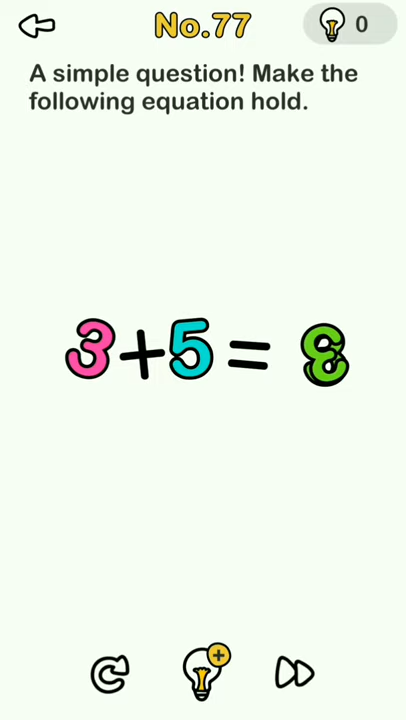 No.77
0
A simple question! Make the
following equation hold.
3+5= 8
+